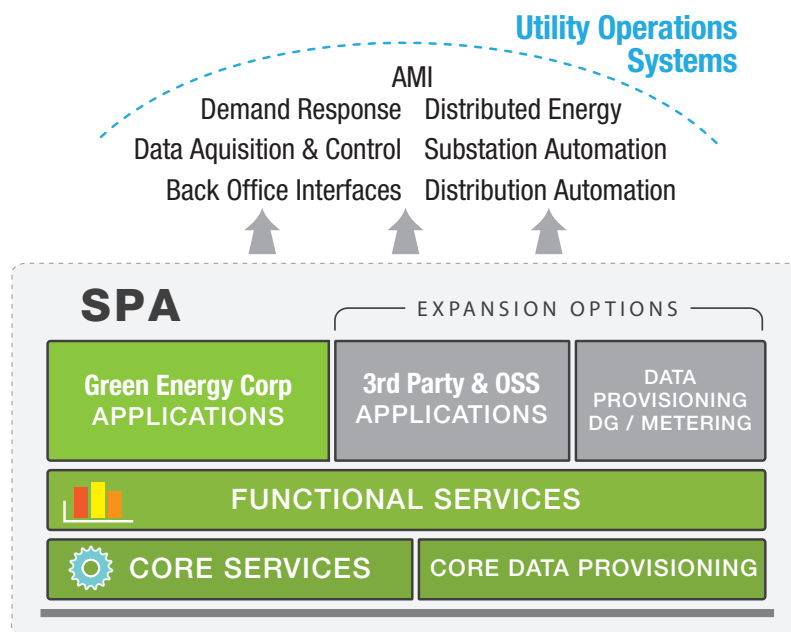 Utility Operations
Systems
AMI
Demand Response Distributed Energy
Data Aquisition & Control Substation Automation
Back Office Interfaces Distribution Automation
SPA
EXPANSION OPTIONS
Green Energy Corp
APPLICATIONS
3rd Party & OSS
APPLICATIONS
DATA
PROVISIONING
DG / METERING
FUNCTIONAL SERVICES
CORE SERVICES
CORE DATA PROVISIONING